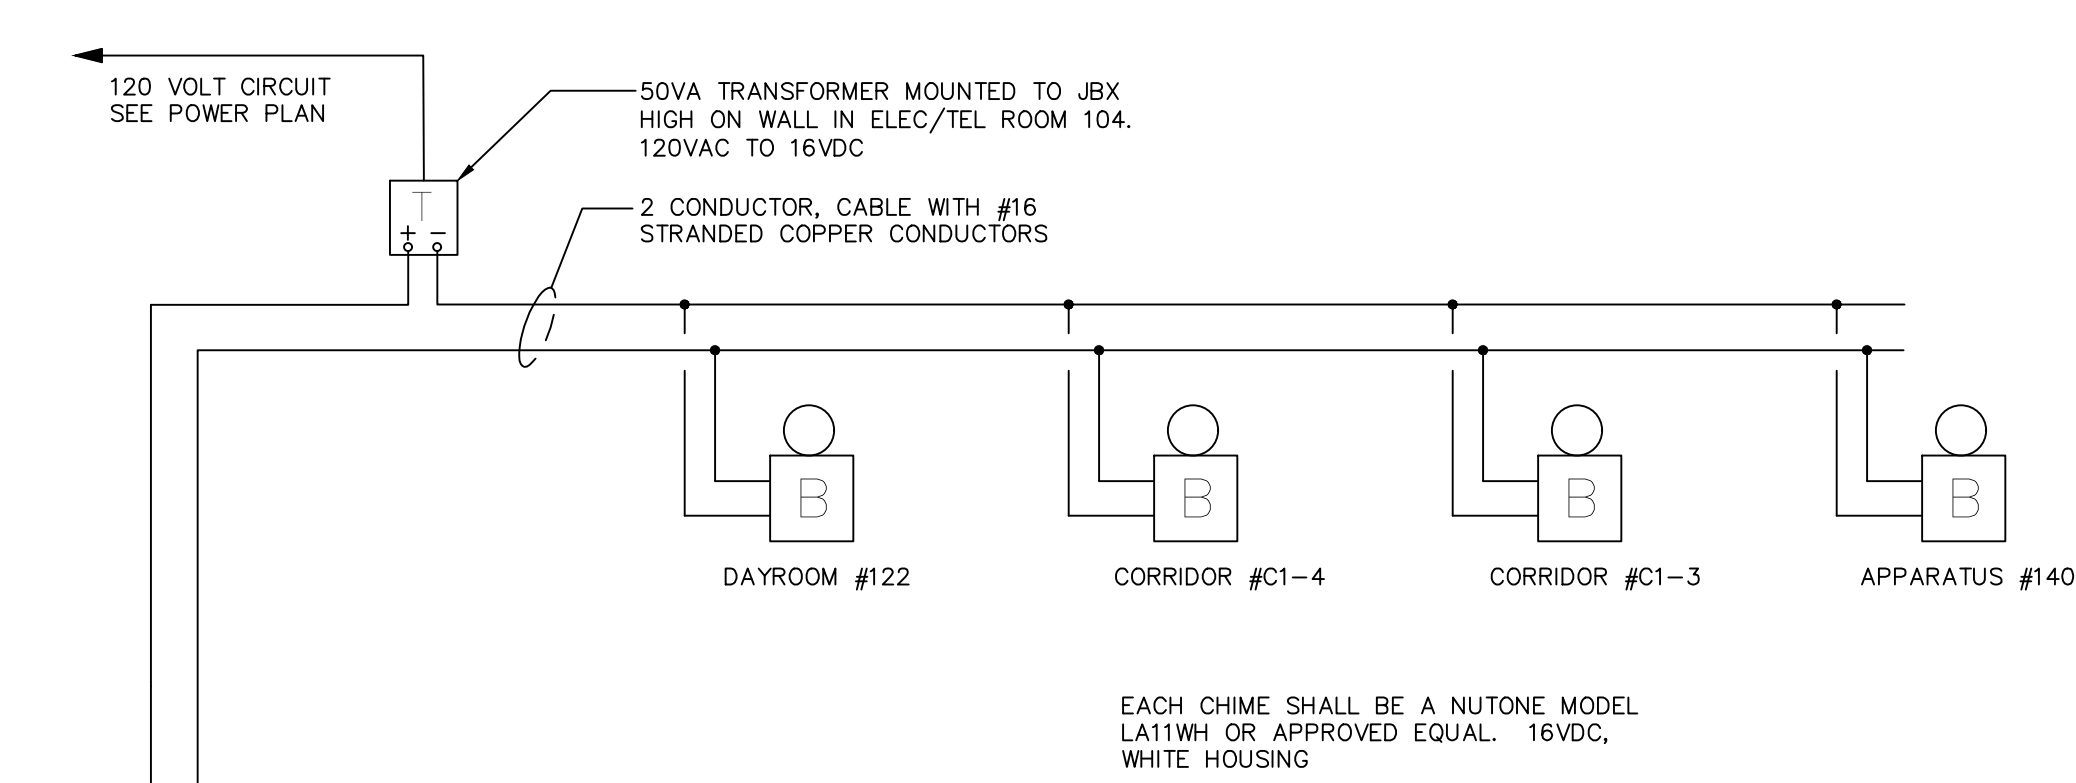 120 VOLT CIRCUIT
SEE POWER PLAN
50VA TRANSFORMER MOUNTED TO JBX
HIGH ON WALL IN ELEC/TEL ROOM 104.
120VAC TO 16VDC
T
+ −
2 CONDUCTOR, CABLE WITH #16
STRANDED COPPER CONDUCTORS
B
B
B
B
DAYROOM #122
CORRIDOR #C1−4
CORRIDOR #C1−3
APPARATUS #140
EACH CHIME SHALL BE A NUTONE MODEL
LA11WH OR APPROVED EQUAL. 16VDC,
WHITE HOUSING